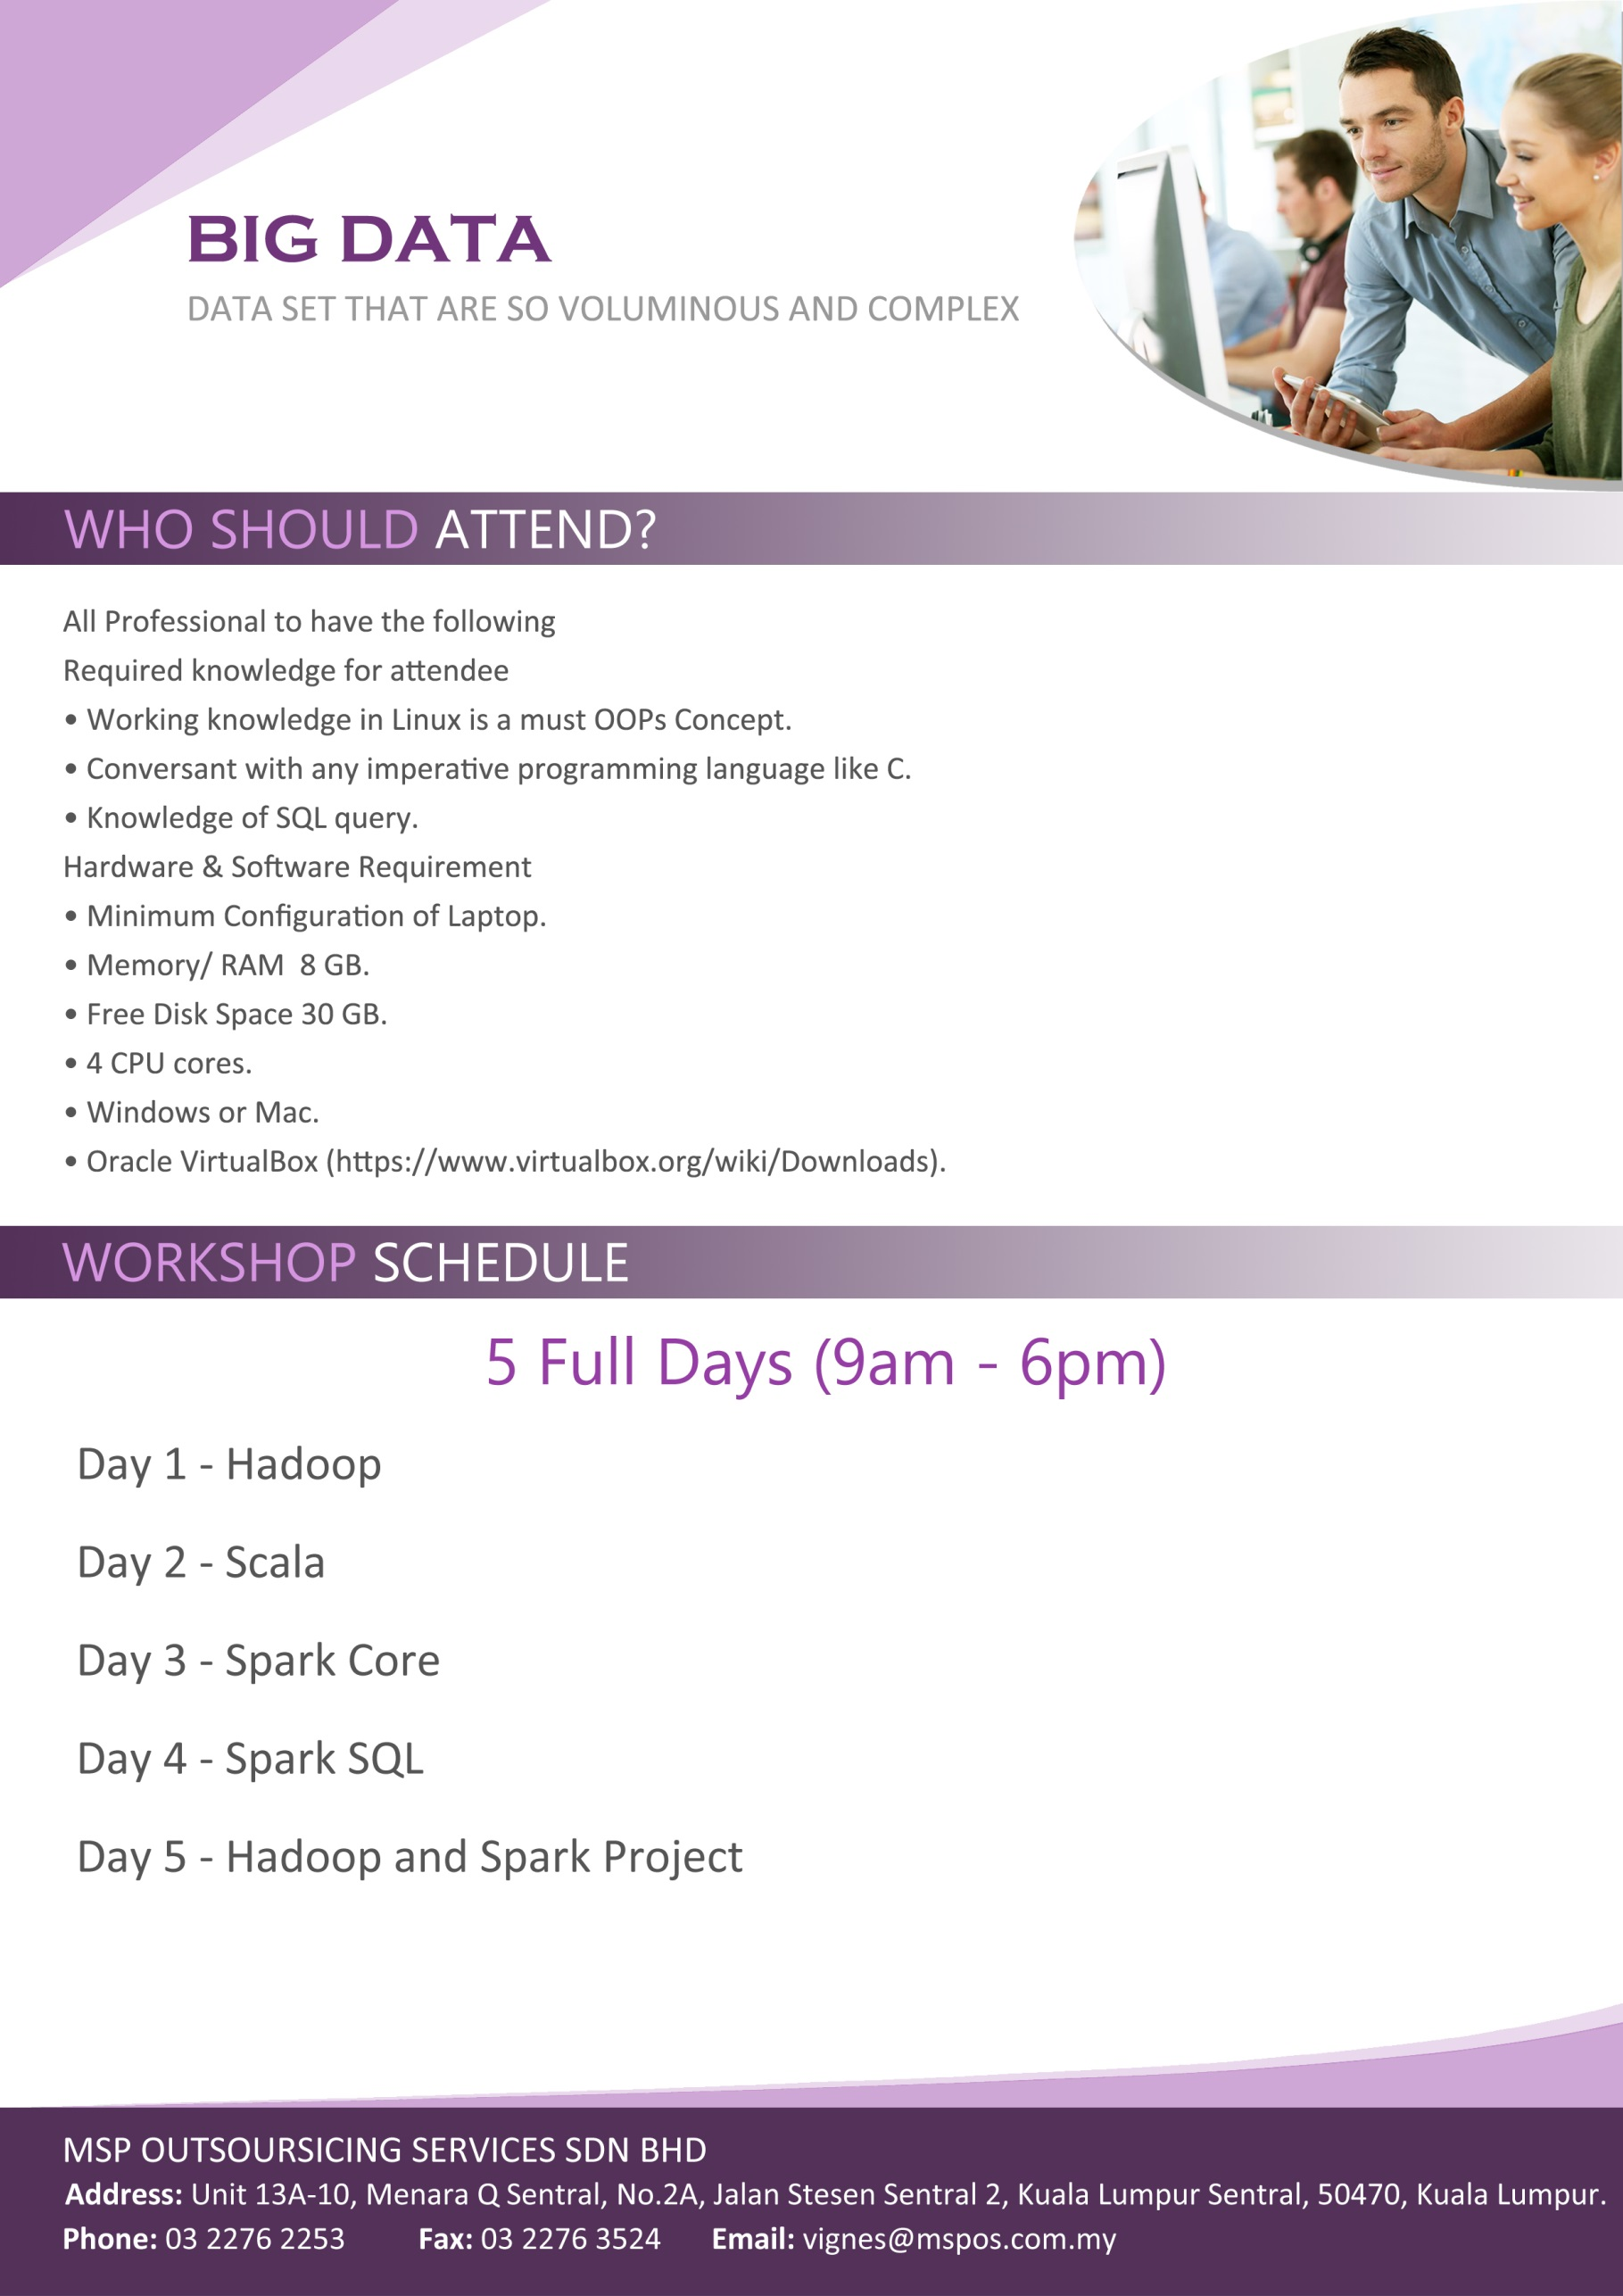 BIG DATA
DATA SET THAT ARE SO VOLUMINOUS AND COMPLEX
WHO SHOULD ATTEND?
All Professional to have the following
Required knowledge for attendee
• Working knowledge in Linux is a must OOPs Concept.
• Conversant with any imperative programming language like C.
• Knowledge of SQL query.
Hardware & Software Requirement
• Minimum Configuration of Laptop.
• Memory/ RAM  8 GB.
• Free Disk Space 30 GB.
• 4 CPU cores.
• Windows or Mac.
• Oracle VirtualBox (https://www.virtualbox.org/wiki/Downloads).
WORKSHOP SCHEDULE
5 Full Days (9am - 6pm)
Day 1 - Hadoop
Day 2 - Scala
Day 3 - Spark Core
Day 4 - Spark SQL
Day 5 - Hadoop and Spark Project
MSP OUTSOURSICING SERVICES SDN BHD
Address: Unit 13A-10, Menara Q Sentral, No.2A, Jalan Stesen Sentral 2, Kuala Lumpur Sentral, 50470, Kuala Lumpur.
Phone: 03 2276 2253 Fax: 03 2276 3524 Email: vignes@mspos.com.my